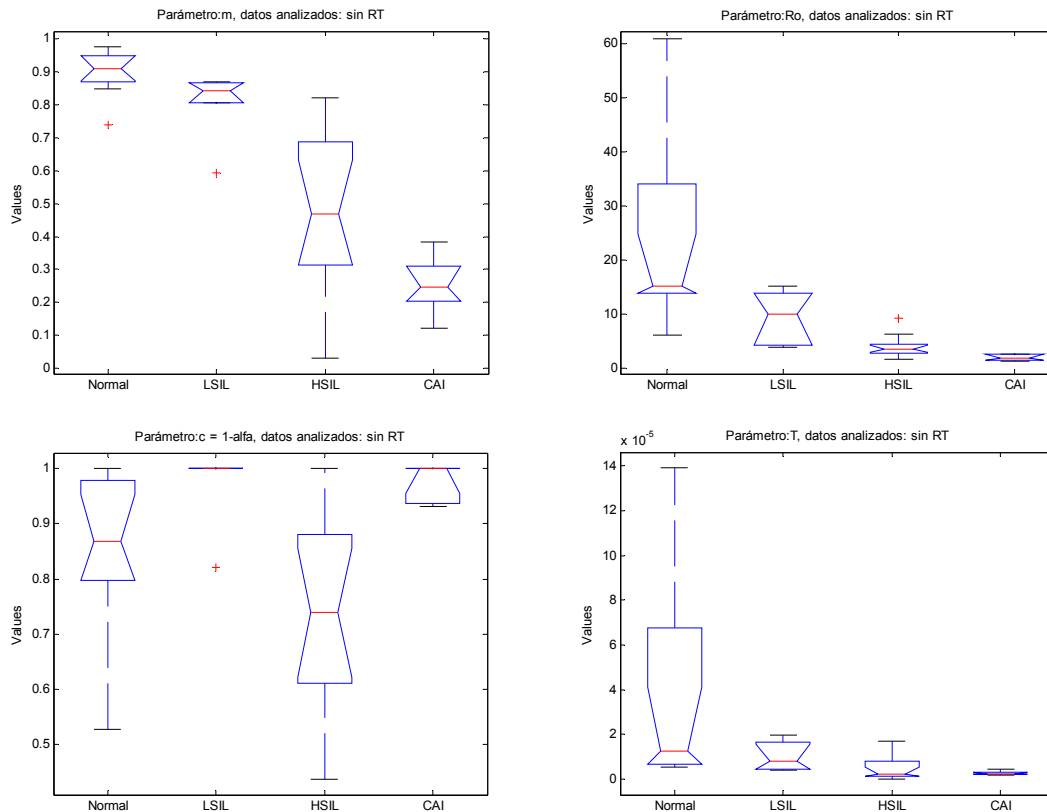 Parámetro:m, datos analizados: sin RT
Values
1
0.9
0.8
0.7
0.6
0.5
0.4
0.3
0.2
0.1
0
Normal LSIL HSIL CAI
Parámetro:Ro, datos analizados: sin RT
Values
60
50
40
30
20
10
0
Normal LSIL HSIL CAI
Parámetro:c = 1-alfa, datos analizados: sin RT
Values
1
0.9
0.8
0.7
0.6
0.5
Normal LSIL HSIL CAI
Parámetro:T, datos analizados: sin RT
x 10-5
Values
14
12
10
8
6
4
2
0
Normal LSIL HSIL CAI